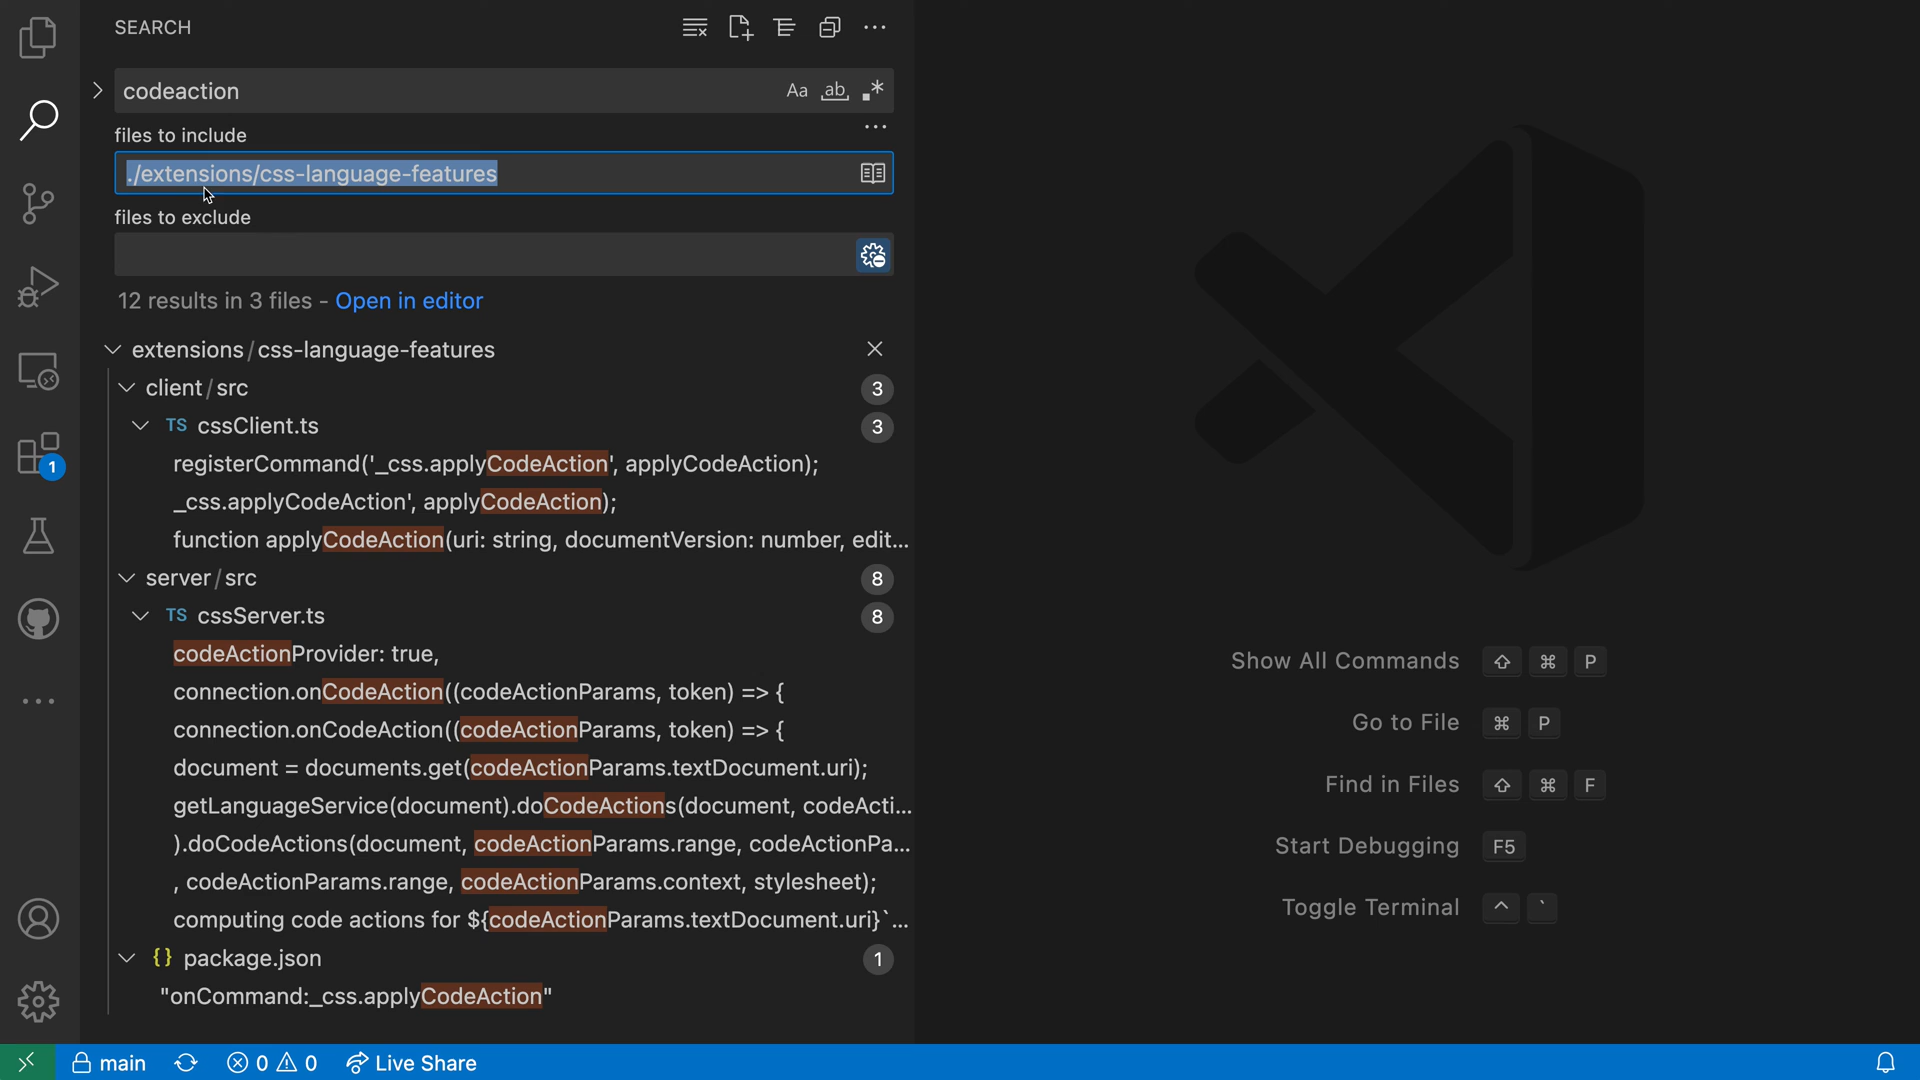 SEARCH
codeaction
Aa ab .*
files to include
./extensions/css-language-features
files to exclude
12 results in 3 files - Open in editor
extensions/css-language-features
client/src 3
TS cssClient.ts 3
registerCommand('_css.applyCodeAction', applyCodeAction);
_css.applyCodeAction', applyCodeAction);
function applyCodeAction(uri: string, documentVersion: number, edit...
server/src 8
TS cssServer.ts 8
codeActionProvider: true,
connection.onCodeAction((codeActionParams, token) => {
connection.onCodeAction((codeActionParams, token) => {
document = documents.get(codeActionParams.textDocument.uri);
getLanguageService(document).doCodeActions(document, codeActi...
).doCodeActions(document, codeActionParams.range, codeActionPa...
, codeActionParams.range, codeActionParams.context, stylesheet);
computing code actions for ${codeActionParams.textDocument.uri}`...
{} package.json 1
"onCommand:_css.applyCodeAction"
1
Show All Commands ⇧ ⌘ P
Go to File ⌘ P
Find in Files ⇧ ⌘ F
Start Debugging F5
Toggle Terminal ^ `
main 0 0 Live Share